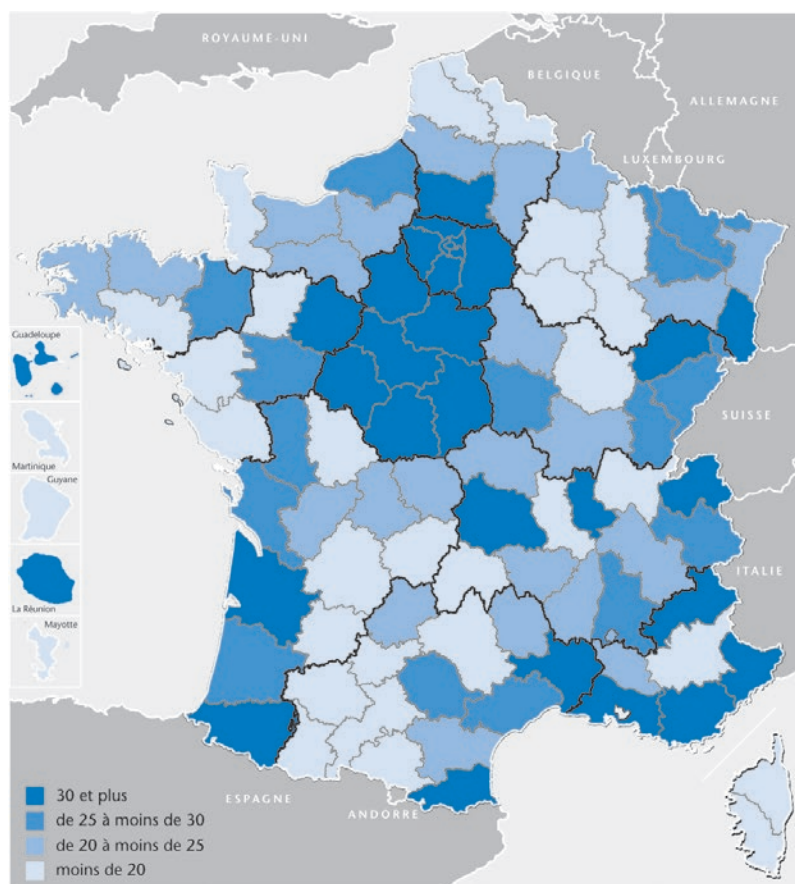 ROYAUME-UNI
BELGIQUE
ALLEMAGNE
LUXEMBOURG
Guadeloupe
SUISSE
Martinique
Guyane
ITALIE
La Réunion
Mayotte
30 et plus
ESPAGNE
ANDORRE
de 25 à moins de 30
de 20 à moins de 25
moins de 20